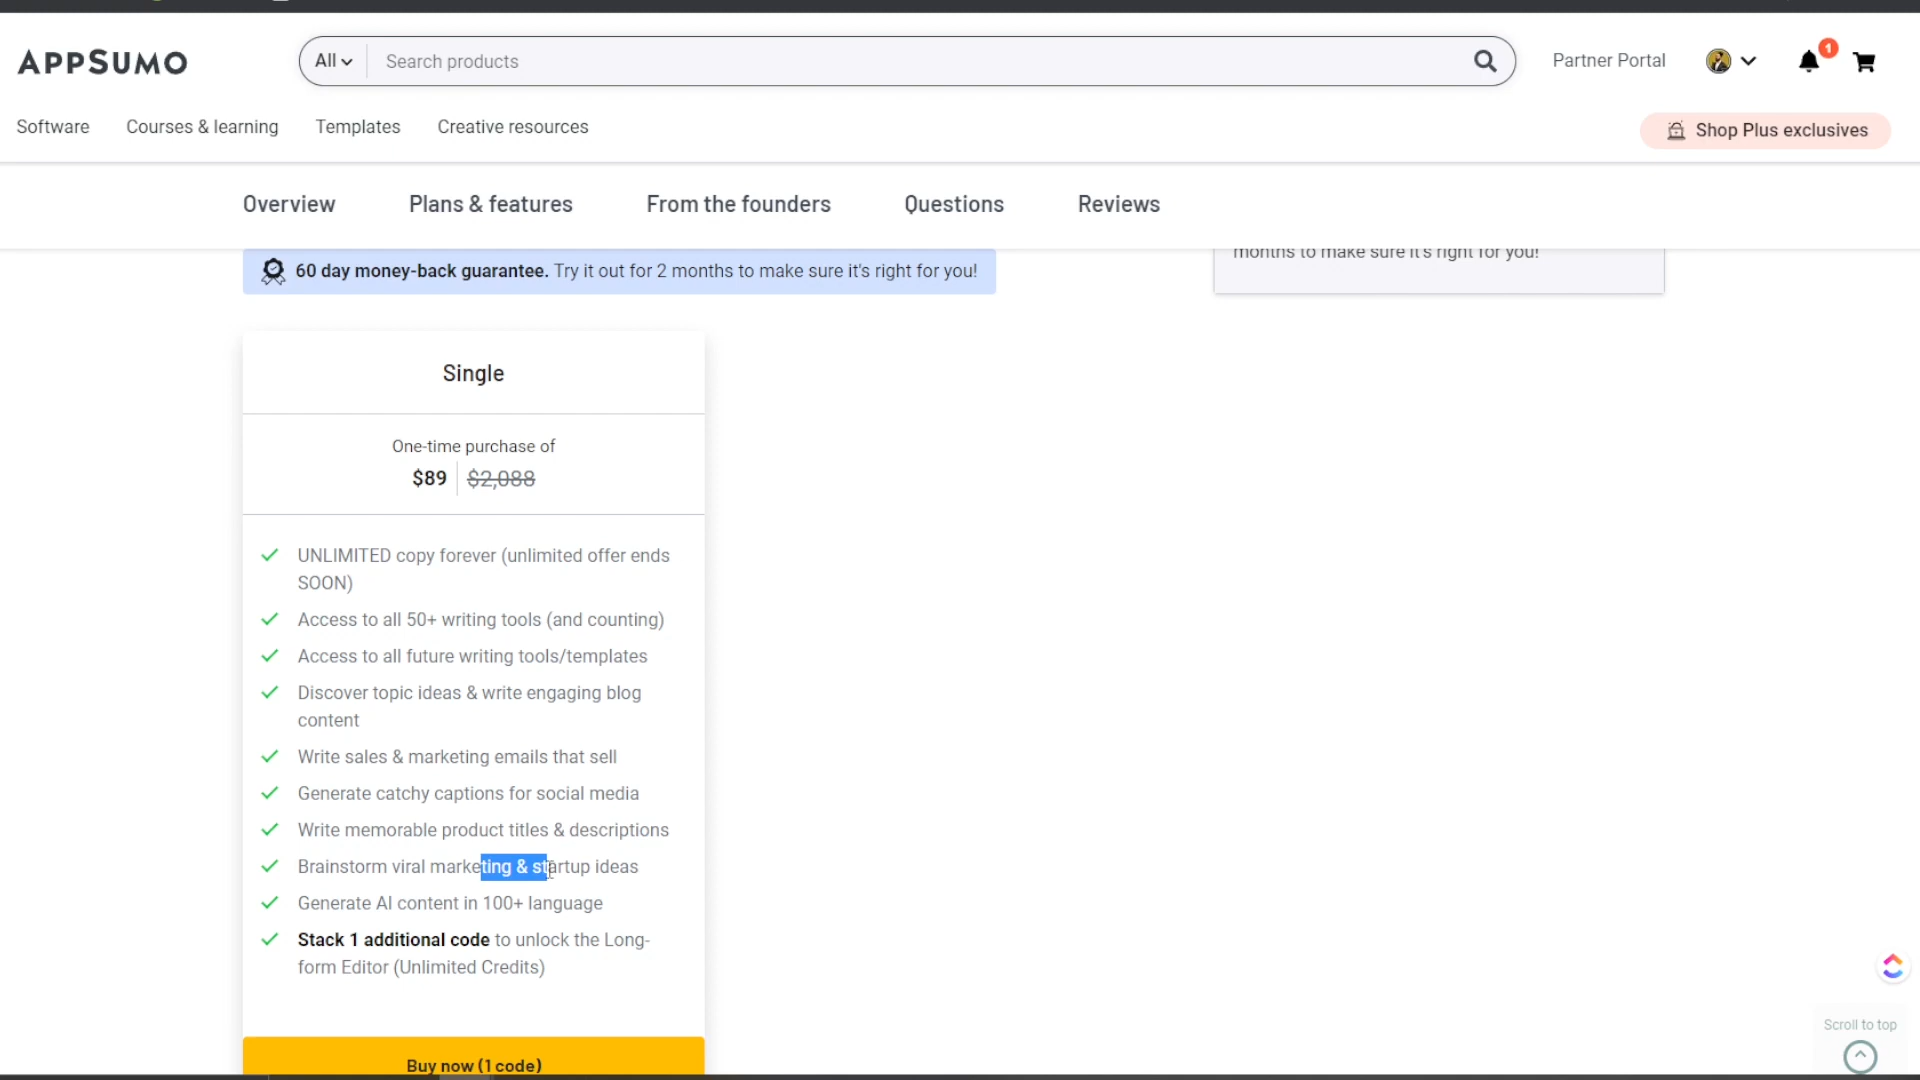 APPSUMO
All
Search products
Partner Portal
1
Software
Courses & learning
Templates
Creative resources
Shop Plus exclusives
Overview
Plans & features
From the founders
Questions
Reviews
60 day money-back guarantee. Try it out for 2 months to make sure it's right for you!
months to make sure it's right for you!
Single
One-time purchase of
$89 $2,088
UNLIMITED copy forever (unlimited offer ends
SOON)
Access to all 50+ writing tools (and counting)
Access to all future writing tools/templates
Discover topic ideas & write engaging blog
content
Write sales & marketing emails that sell
Generate catchy captions for social media
Write memorable product titles & descriptions
Brainstorm viral marketing & startup ideas
Generate AI content in 100+ language
Stack 1 additional code to unlock the Long-
form Editor (Unlimited Credits)
Buy now (1 code)
Scroll to top